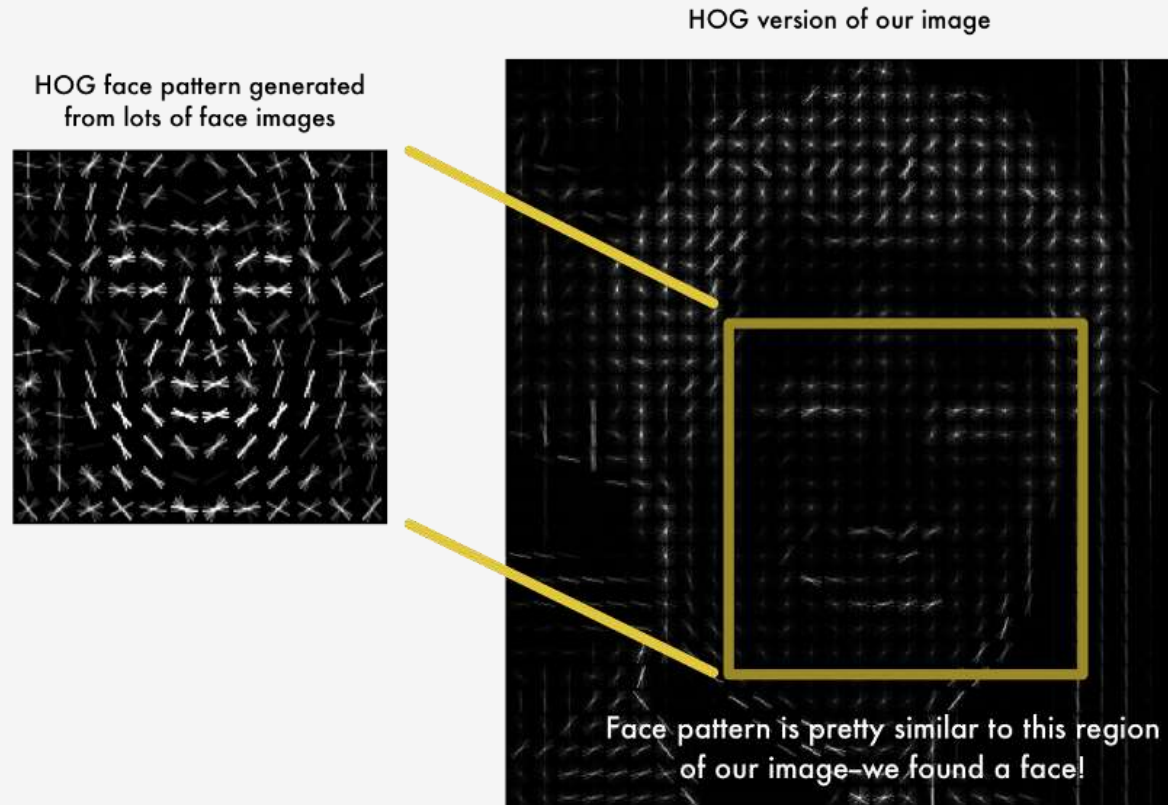 HOG version of our image
HOG face pattern generated
from lots of face images
Face pattern is pretty similar to this region
of our image–we found a face!